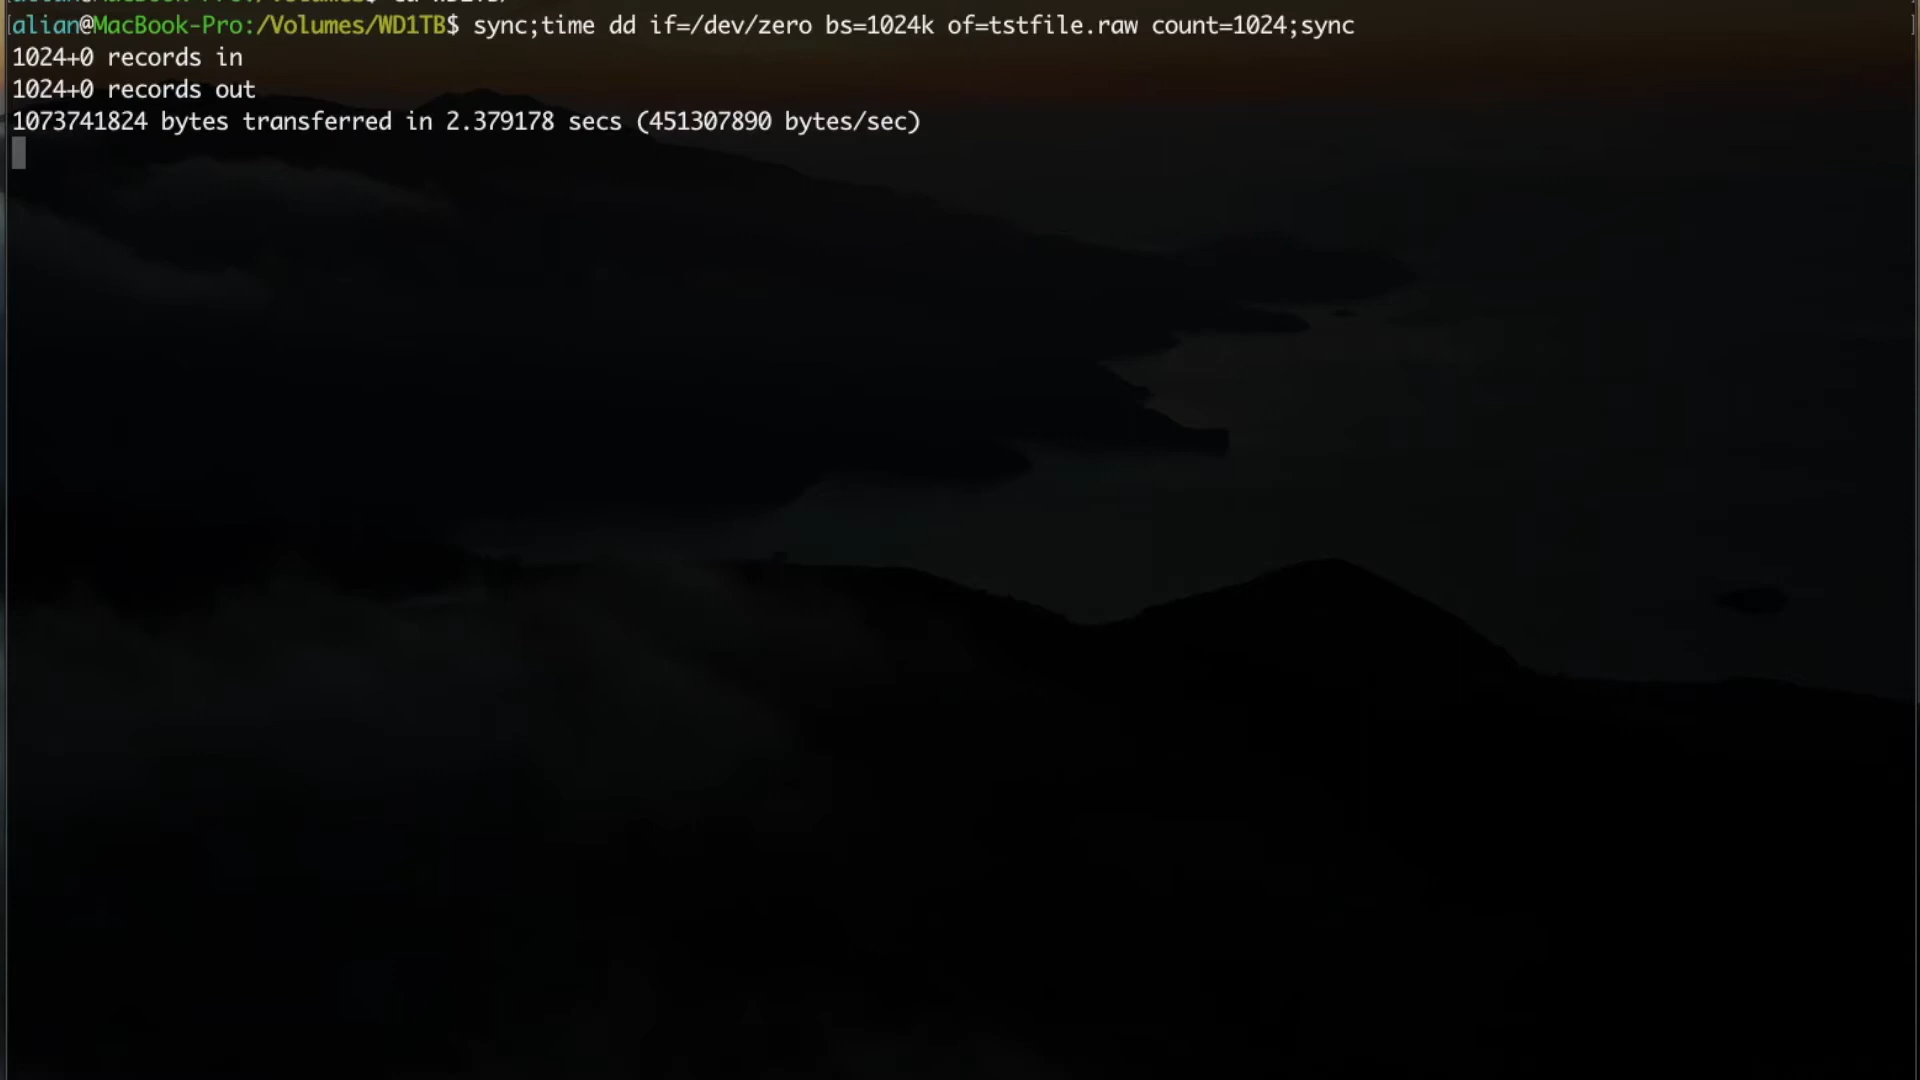 [alian@MacBook-Pro:/Volumes/WD1TB$ sync;time dd if=/dev/zero bs=1024k of=tstfile.raw count=1024;sync ]
1024+0 records in
1024+0 records out
1073741824 bytes transferred in 2.379178 secs (451307890 bytes/sec)